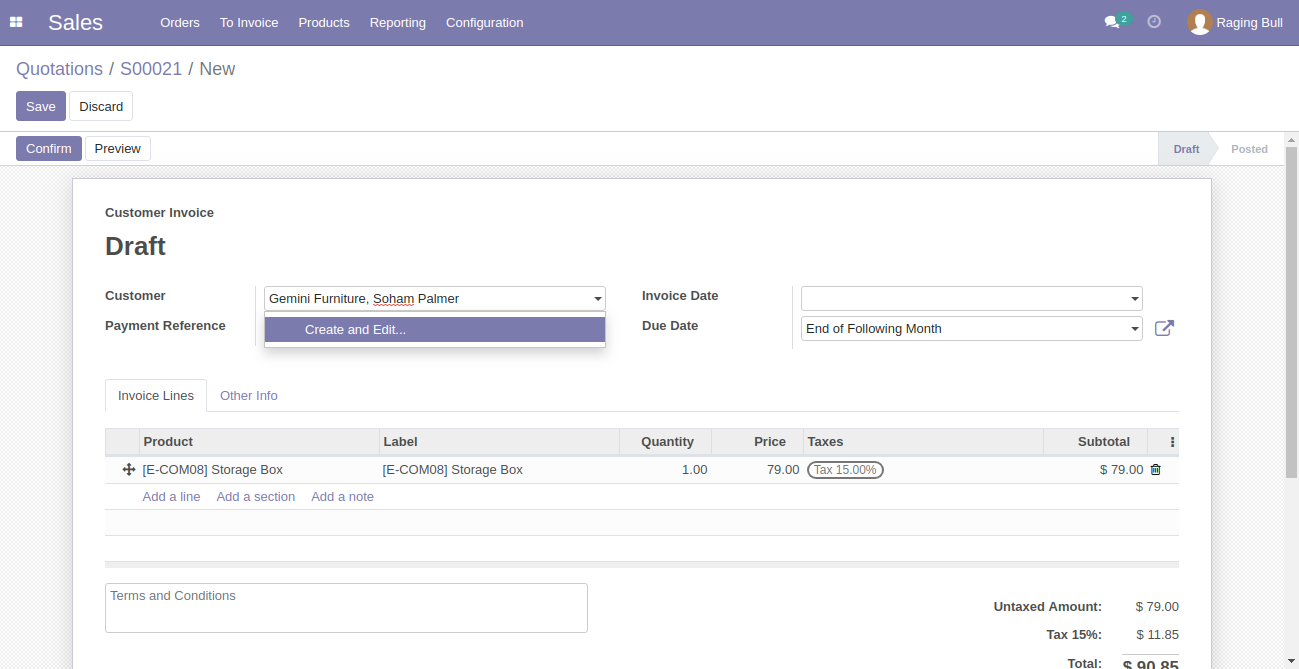 Sales Orders To Invoice Products Reporting Configuration 2 Raging Bull
Quotations / S00021 / New
Save Discard
Confirm Preview Draft Posted
Customer Invoice
Draft
Customer Gemini Furniture, Soham Palmer Invoice Date
Payment Reference Create and Edit... Due Date End of Following Month
Invoice Lines Other Info
Product Label Quantity Price Taxes Subtotal
[E-COM08] Storage Box [E-COM08] Storage Box 1.00 79.00 Tax 15.00% $ 79.00
Add a line Add a section Add a note
Terms and Conditions
Untaxed Amount: $ 79.00
Tax 15%: $ 11.85
Total: $ 90.85